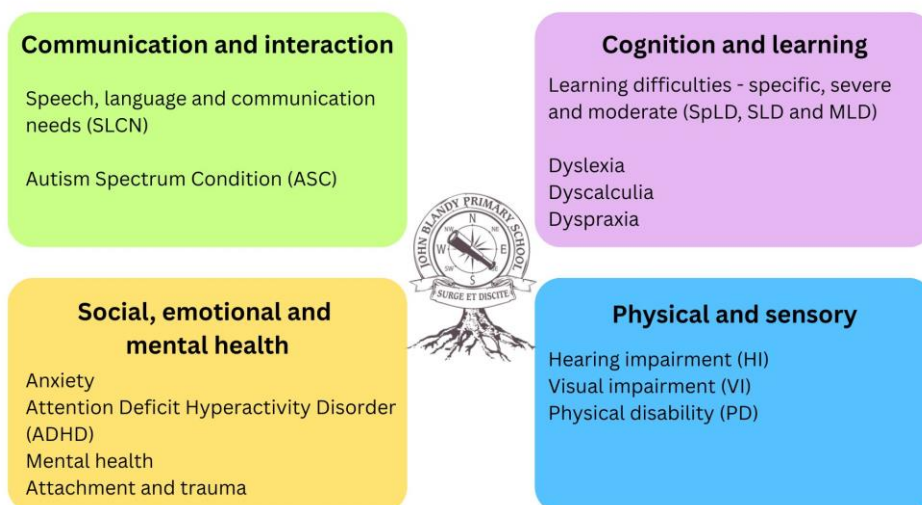 Communication and interaction
Speech, language and communication
needs (SLCN)
Autism Spectrum Condition (ASC)
Cognition and learning
Learning difficulties - specific, severe
and moderate (SpLD, SLD and MLD)
Dyslexia
Dyscalculia
Dyspraxia
JOHN BLANDY PRIMARY SCHOOL
N
NW
NE
W
E
SW
SE
S
SURGE ET DISCITE
Social, emotional and
mental health
Anxiety
Attention Deficit Hyperactivity Disorder
(ADHD)
Mental health
Attachment and trauma
Physical and sensory
Hearing impairment (HI)
Visual impairment (VI)
Physical disability (PD)